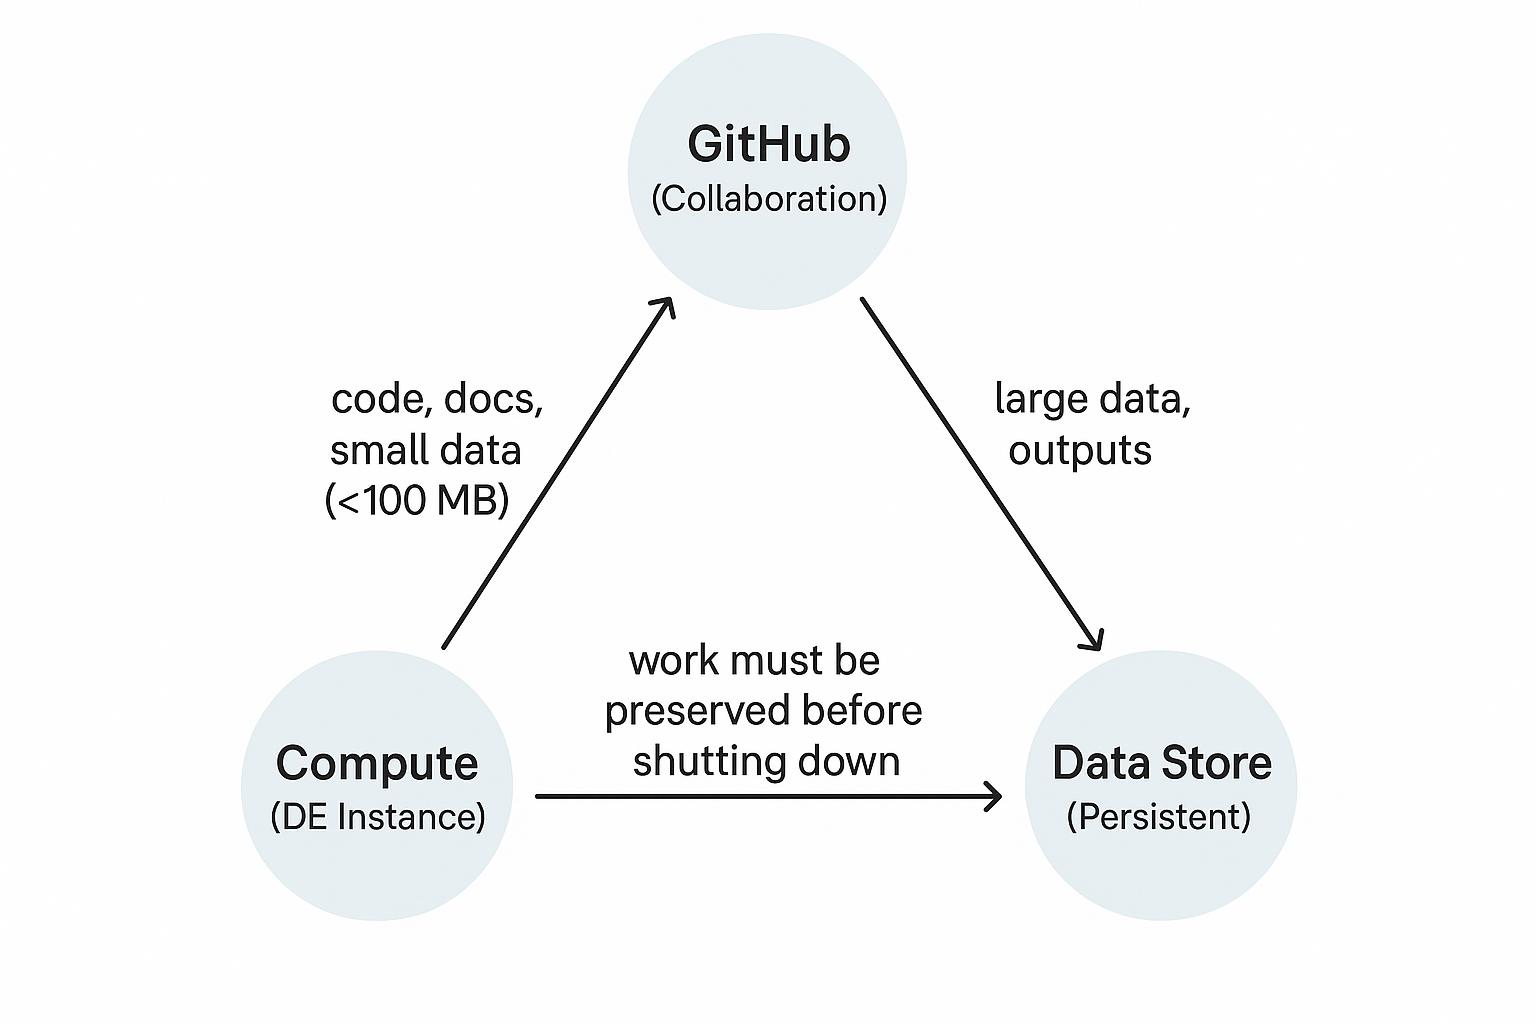 GitHub
(Collaboration)
code, docs,
small data
(<100 MB)
large data,
outputs
work must be
preserved before
shutting down
Compute
(DE Instance)
Data Store
(Persistent)